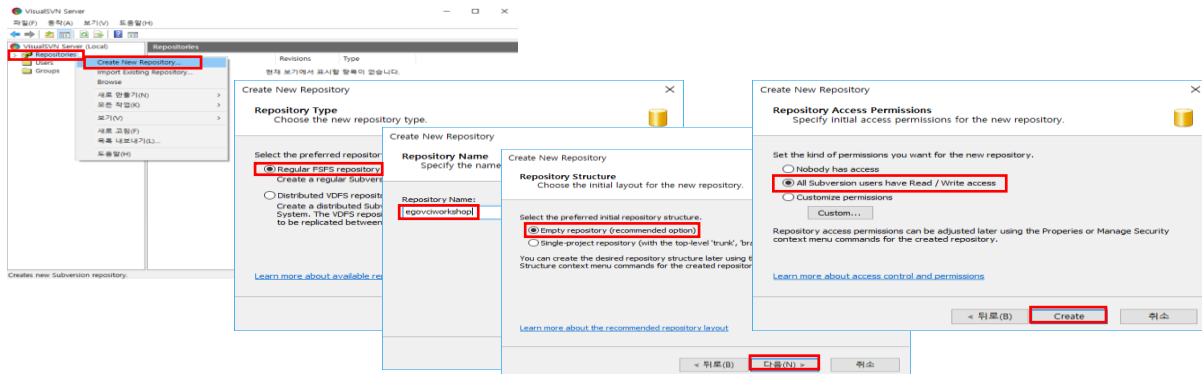 VisualSVN Server
파일(F) 동작(A) 보기(V) 도움말(H)
VisualSVN Server (Local)
Repositories
Users
Groups
Repositories
Revisions Type
현재 보기에서 표시할 항목이 없습니다.
Create New Repository...
Import Existing Repository...
Browse
새로 만들기(N)
모든 작업(K)
보기(V)
새로 고침(F)
목록 내보내기(L)...
도움말(H)
Creates new Subversion repository.
Create New Repository
Repository Type
Choose the new repository type.
Select the preferred repositor
Regular FSFS repository
Create a regular Subvers
Distributed VDFS reposit
Create a distributed Sub
System. The VDFS reposi
to be replicated between
Learn more about available re
Create New Repository
Repository Name
Specify the name
Repository Name:
egovciworkshop
Create New Repository
Repository Structure
Choose the initial layout for the new repository.
Select the preferred initial repository structure.
Empty repository (recommended option)
Single-project repository (with the top-level 'trunk', 'bra
You can create the desired repository structure later using t
Structure context menu commands for the created repositor
Learn more about the recommended repository layout
< 뒤로(B) 다음(N) > 취소
Create New Repository
Repository Access Permissions
Specify initial access permissions for the new repository.
Set the kind of permissions you want for the new repository.
Nobody has access
All Subversion users have Read / Write access
Customize permissions
Custom...
Repository access permissions can be adjusted later using the Properies or Manage Security
context menu commands for the created repository.
Learn more about access control and permissions
< 뒤로(B) Create 취소